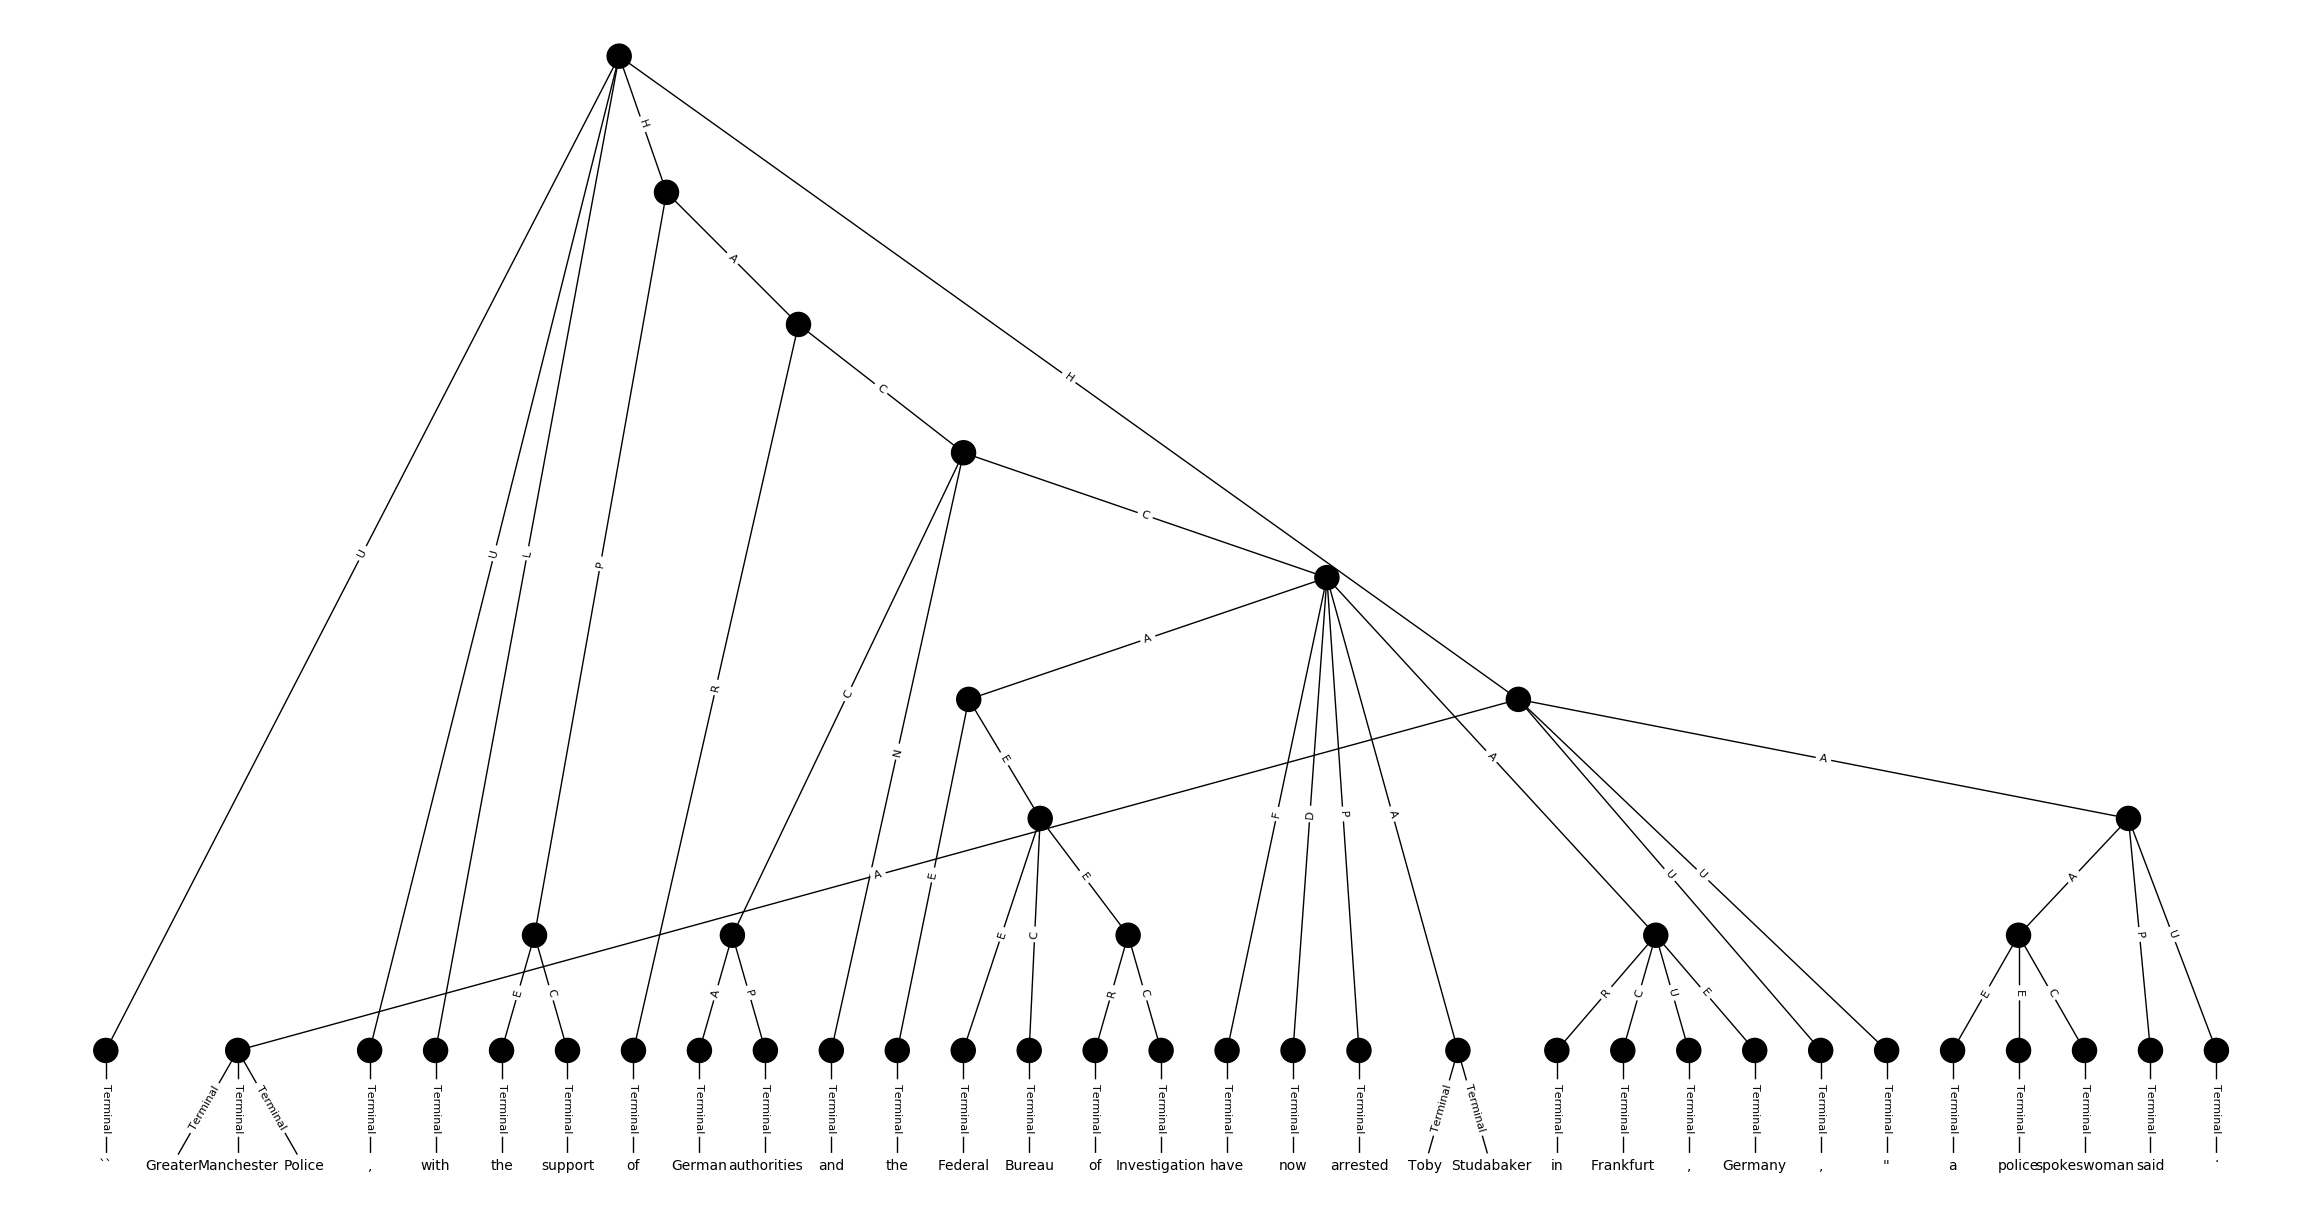 H
A
C
H
C
U
U
L
P
A
R
C
N
E
A
A
F
D
P
A
A
E
E
C
E
U
U
A
P
U
E
C
A
P
R
C
R
C
U
E
E
E
C
Terminal Terminal Terminal Terminal Terminal Terminal Terminal Terminal Terminal Terminal Terminal Terminal Terminal Terminal Terminal Terminal Terminal Terminal Terminal Terminal Terminal Terminal Terminal Terminal Terminal Terminal Terminal Terminal Terminal Terminal Terminal Terminal Terminal
`` Greater Manchester Police , with the support of German authorities and the Federal Bureau of Investigation have now arrested Toby Studabaker in Frankfurt , Germany , " a police spokeswoman said .